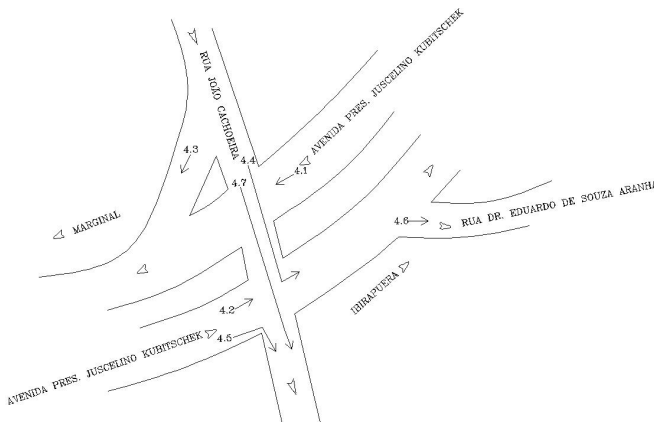 RUA JOÃO CACHOEIRA
AVENIDA PRES. JUSCELINO KUBITSCHEK
4.3
4.4
4.1
4.7
MARGINAL
4.6
RUA DR. EDUARDO DE SOUZA ARANHA
IBIRAPUERA
4.2
4.5
AVENIDA PRES. JUSCELINO KUBITSCHEK